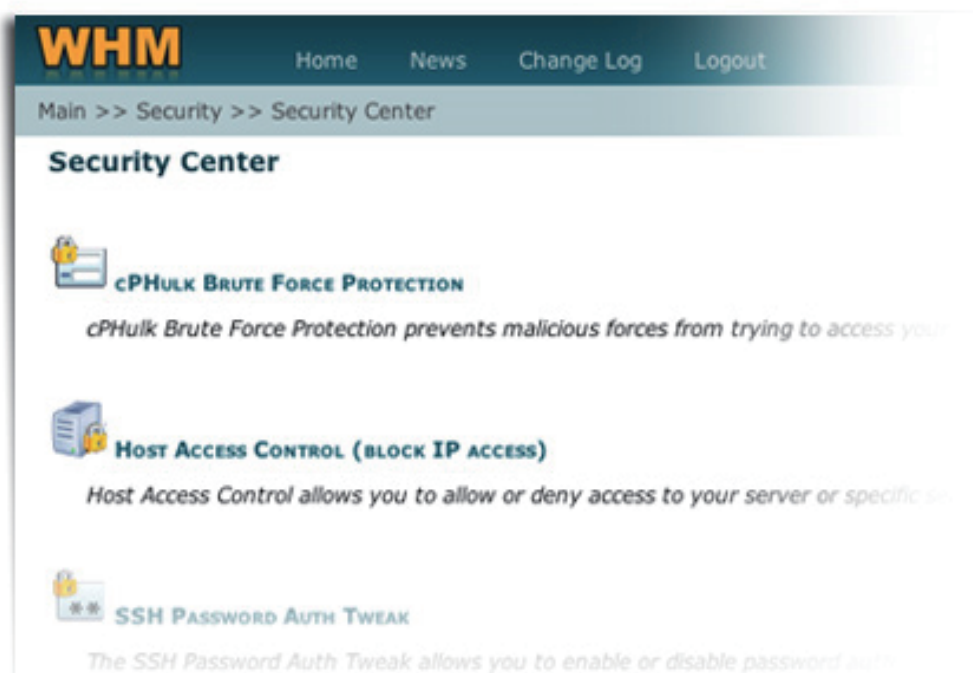 WHM
Home News Change Log Logout
Main >> Security >> Security Center
Security Center
cPHulk Brute Force Protection
cPHulk Brute Force Protection prevents malicious forces from trying to access your
Host Access Control (block IP access)
Host Access Control allows you to allow or deny access to your server or specific
**
SSH Password Auth Tweak
The SSH Password Auth Tweak allows you to enable or disable password